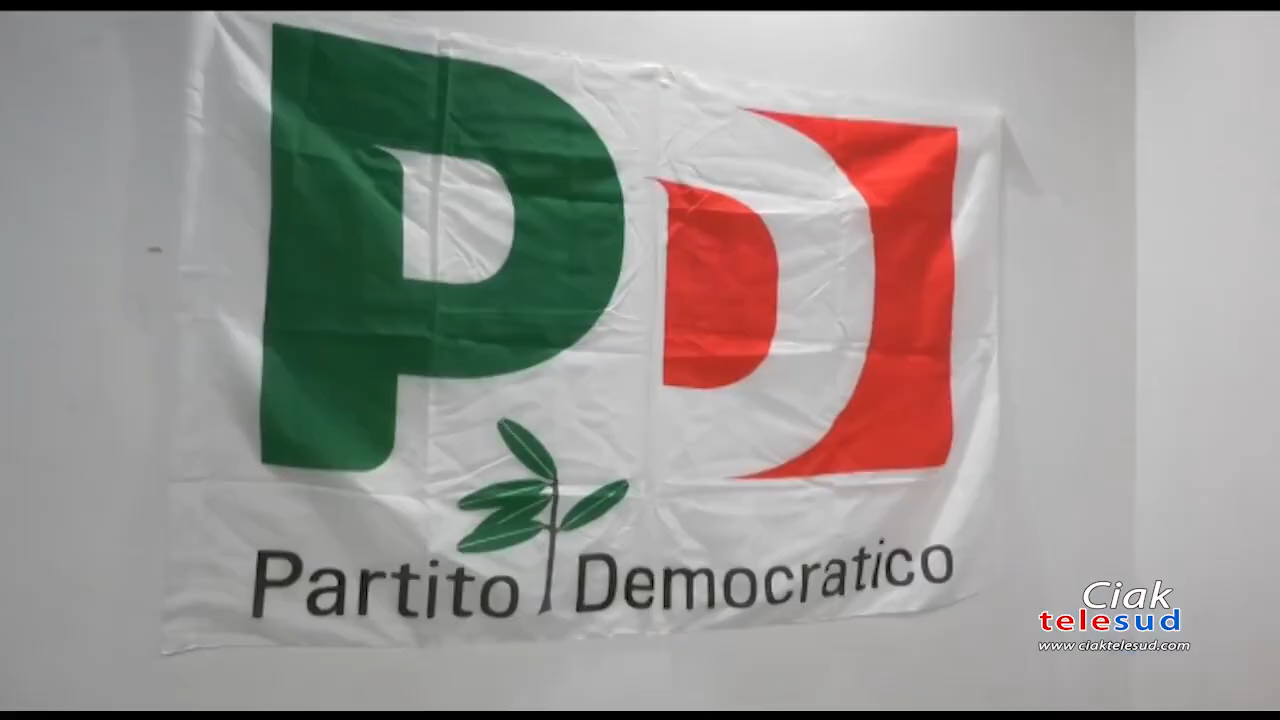 PD
Partito Democratico
Ciak
telesud
www.ciaktelesud.com